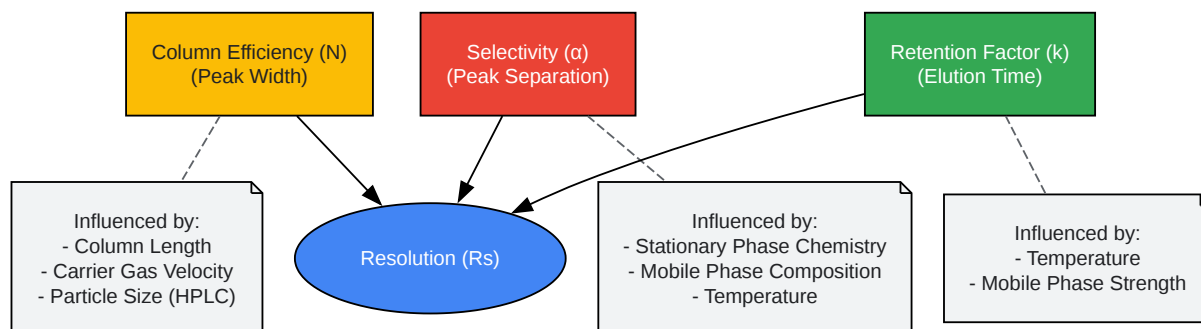 Column Efficiency (N)
(Peak Width)
Selectivity (α)
(Peak Separation)
Retention Factor (k)
(Elution Time)
Influenced by:
- Column Length
- Carrier Gas Velocity
- Particle Size (HPLC)
Resolution (Rs)
Influenced by:
- Stationary Phase Chemistry
- Mobile Phase Composition
- Temperature
Influenced by:
- Temperature
- Mobile Phase Strength